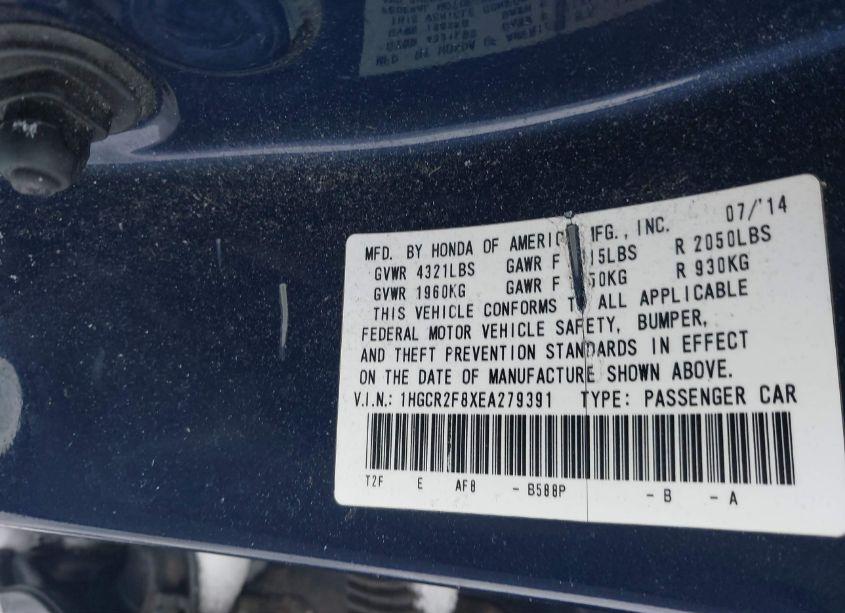 MFD. BY HONDA OF AMERIC MFG., INC. 07/'14
GVWR 4321LBS GAWR F 15LBS R 2050LBS
GVWR 1960KG GAWR F 50KG R 930KG
THIS VEHICLE CONFORMS TO ALL APPLICABLE
FEDERAL MOTOR VEHICLE SAFETY, BUMPER,
AND THEFT PREVENTION STANDARDS IN EFFECT
ON THE DATE OF MANUFACTURE SHOWN ABOVE.
V.I.N.: 1HGCR2F8XEA279391 TYPE: PASSENGER CAR
T2F E AF8 - B588P - B - A